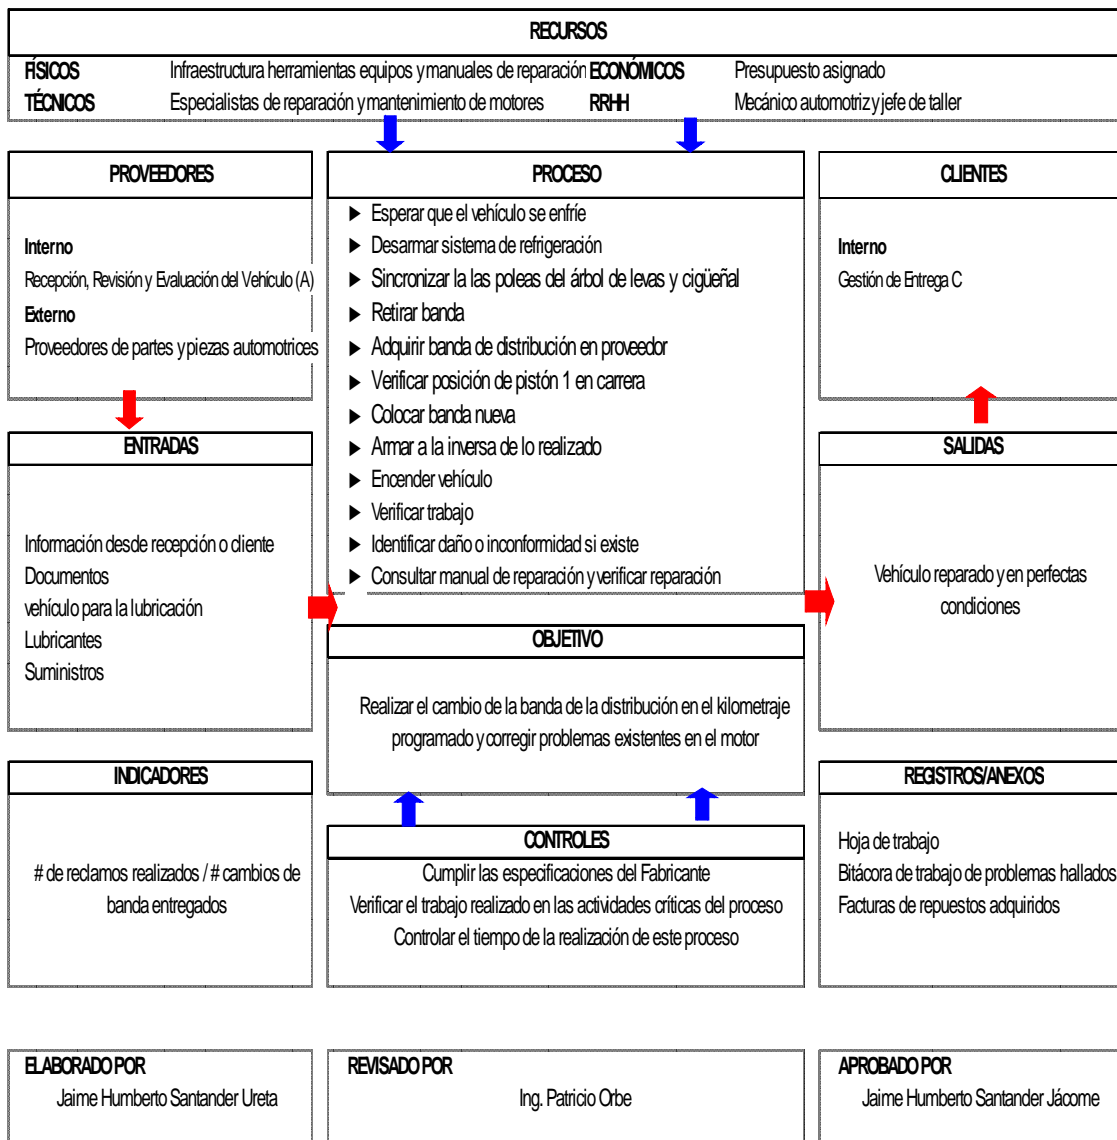 RECURSOS
FÍSICOS Infraestructura herramientas equipos y manuales de reparación ECONÓMICOS Presupuesto asignado
TÉCNICOS Especialistas de reparación y mantenimiento de motores RRHH Mecánico automotriz y jefe de taller
PROVEEDORES
Interno
Recepción, Revisión y Evaluación del Vehículo (A)
Externo
Proveedores de partes y piezas automotrices
PROCESO
Esperar que el vehículo se enfríe
Desarmar sistema de refrigeración
Sincronizar la las poleas del árbol de levas y cigüeñal
Retirar banda
Adquirir banda de distribución en proveedor
Verificar posición de pistón 1 en carrera
Colocar banda nueva
Armar a la inversa de lo realizado
Encender vehículo
Verificar trabajo
Identificar daño o inconformidad si existe
Consultar manual de reparación y verificar reparación
CLIENTES
Interno
Gestión de Entrega C
ENTRADAS
Información desde recepción o cliente
Documentos
vehículo para la lubricación
Lubricantes
Suministros
OBJETIVO
Realizar el cambio de la banda de la distribución en el kilometraje
programado y corregir problemas existentes en el motor
SALIDAS
Vehículo reparado y en perfectas
condiciones
INDICADORES
# de reclamos realizados / # cambios de
banda entregados
CONTROLES
Cumplir las especificaciones del Fabricante
Verificar el trabajo realizado en las actividades críticas del proceso
Controlar el tiempo de la realización de este proceso
REGISTROS/ANEXOS
Hoja de trabajo
Bitácora de trabajo de problemas hallados
Facturas de repuestos adquiridos
ELABORADO POR
Jaime Humberto Santander Ureta
REVISADO POR
Ing. Patricio Orbe
APROBADO POR
Jaime Humberto Santander Jácome